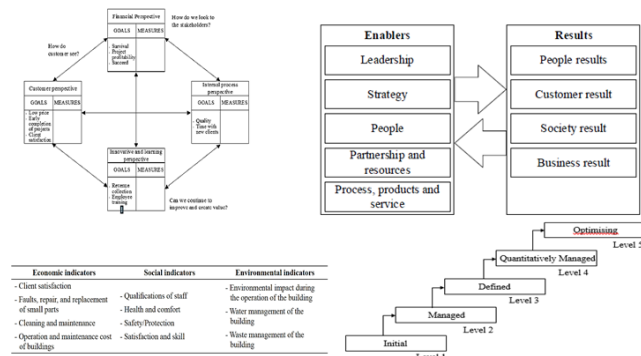 Financial Perspective
GOALS MEASURES
- Survival
- Project
profitability
- Succeed
How do we look to
the stakeholders?
How do
customer see?
Customer perspective
GOALS MEASURES
- Low price
- Early
completion
of projects
- Client
satisfaction
Internal process
perspective
GOALS MEASURES
- Quality
- Time with
new clients
Innovative and learning
perspective
GOALS MEASURES
- Revenue
collection
- Employee
training
Can we continue to
improve and create value?
Enablers
Leadership
Strategy
People
Partnership and
resources
Process, products and
service
Results
People results
Customer result
Society result
Business result
Economic indicators
- Client satisfaction
- Faults, repair, and replacement
of small parts
- Cleaning and maintenance
- Operation and maintenance cost
of buildings
Social indicators
- Qualifications of staff
- Health and comfort
- Safety/Protection
- Satisfaction and skill
Environmental indicators
- Environmental impact during
the operation of the building
- Water management of the
building
- Waste management of the
building
Optimising
Level 5
Quantitatively Managed
Level 4
Defined
Level 3
Managed
Level 2
Initial
Level 1